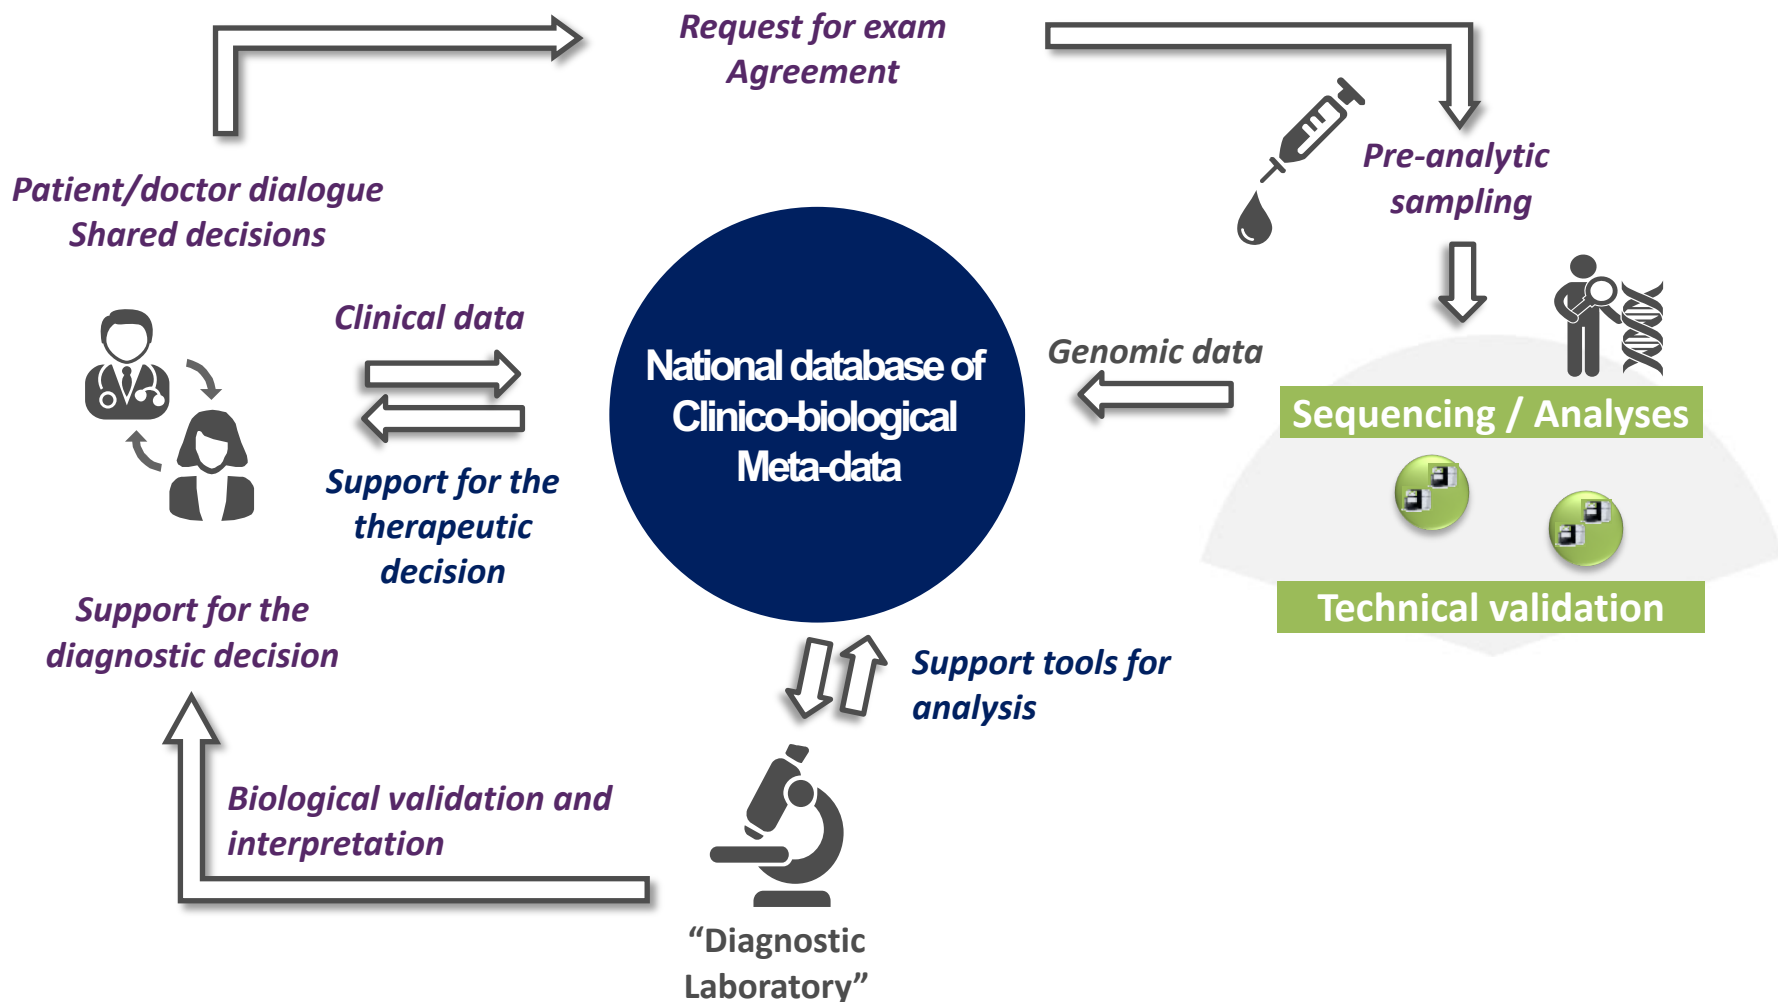 Request for exam
Agreement
Patient/doctor dialogue
Shared decisions
Pre-analytic
sampling
Clinical data
National database of
Clinico-biological
Meta-data
Genomic data
Sequencing / Analyses
Support for the
therapeutic
decision
Technical validation
Support for the
diagnostic decision
Support tools for
analysis
Biological validation and
interpretation
“Diagnostic
Laboratory”